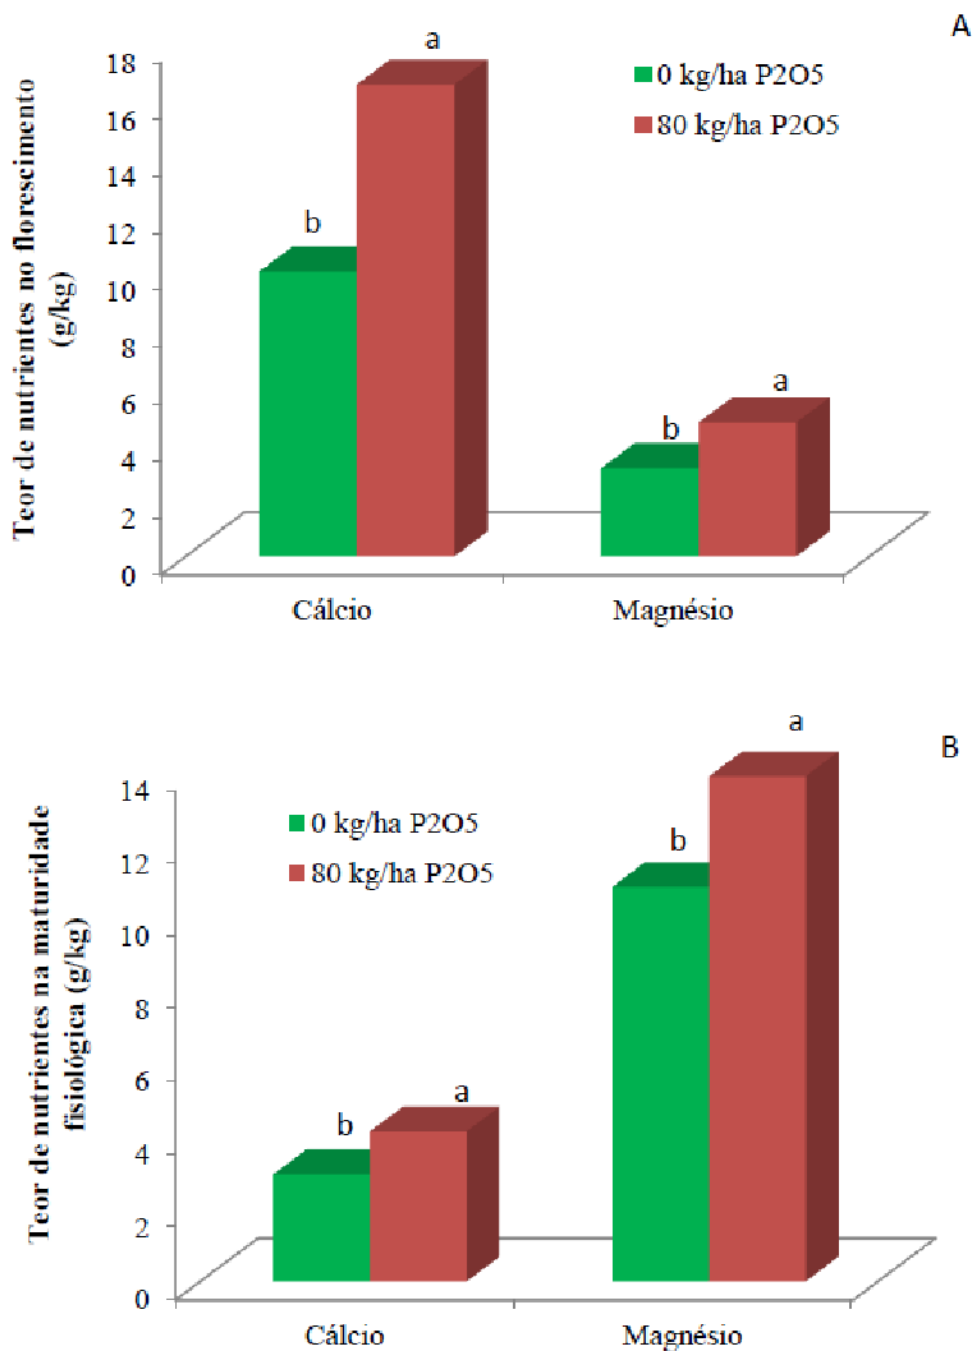 A
a
18
0 kg/ha P2O5
80 kg/ha P2O5
16
14
12
b
10
8
6
a
4
b
2
0
Teor de nutrientes no florescimento
(g/kg)
Cálcio
Magnésio
B
a
14
0 kg/ha P2O5
80 kg/ha P2O5
12
b
10
8
6
a
b
4
2
0
Teor de nutrientes na maturidade
fisiológica (g/kg)
Cálcio
Magnésio